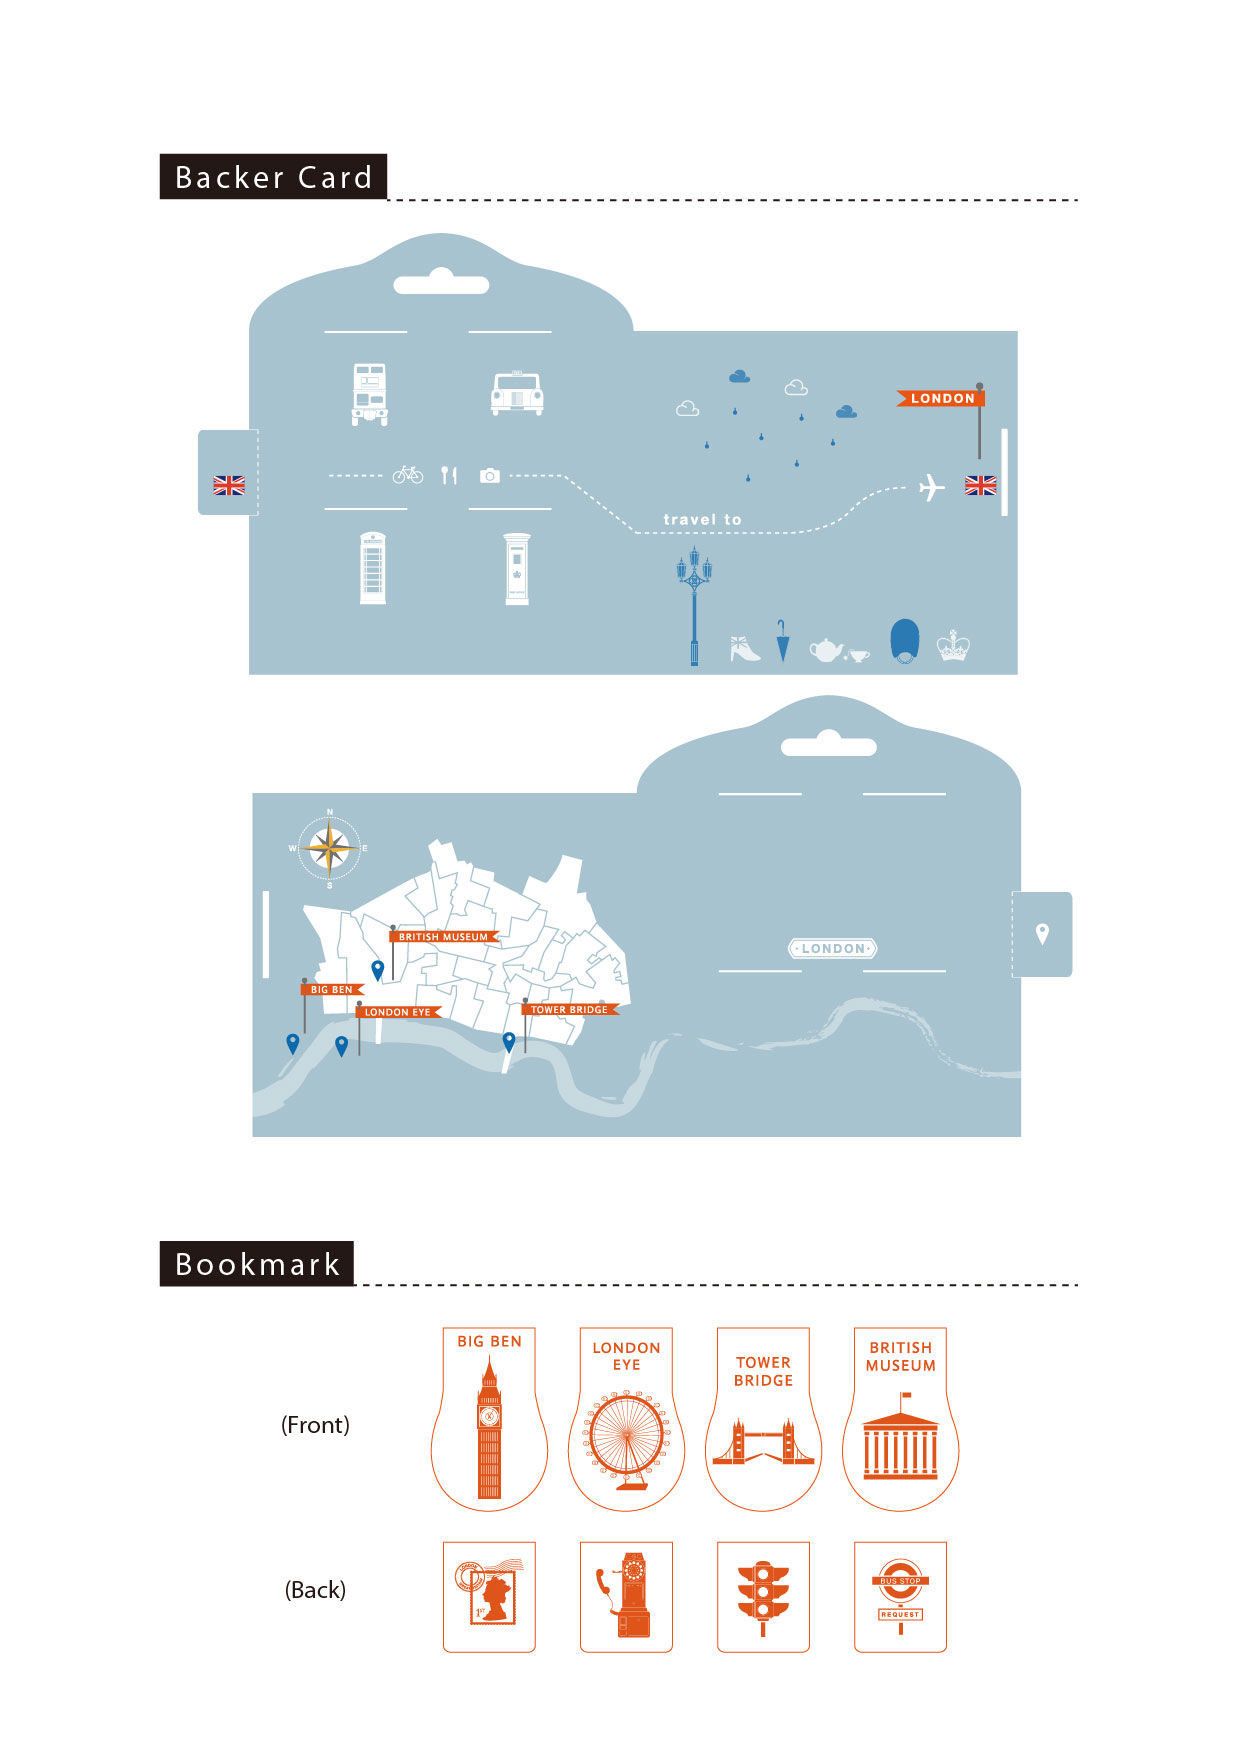 Backer Card
LONDON
travel to
N
W E
S
BRITISH MUSEUM
BIG BEN
LONDON EYE
TOWER BRIDGE
· LONDON ·
Bookmark
(Front)
BIG BEN
LONDON
EYE
TOWER
BRIDGE
BRITISH
MUSEUM
(Back)
LONDON
1ST
BUS STOP
REQUEST